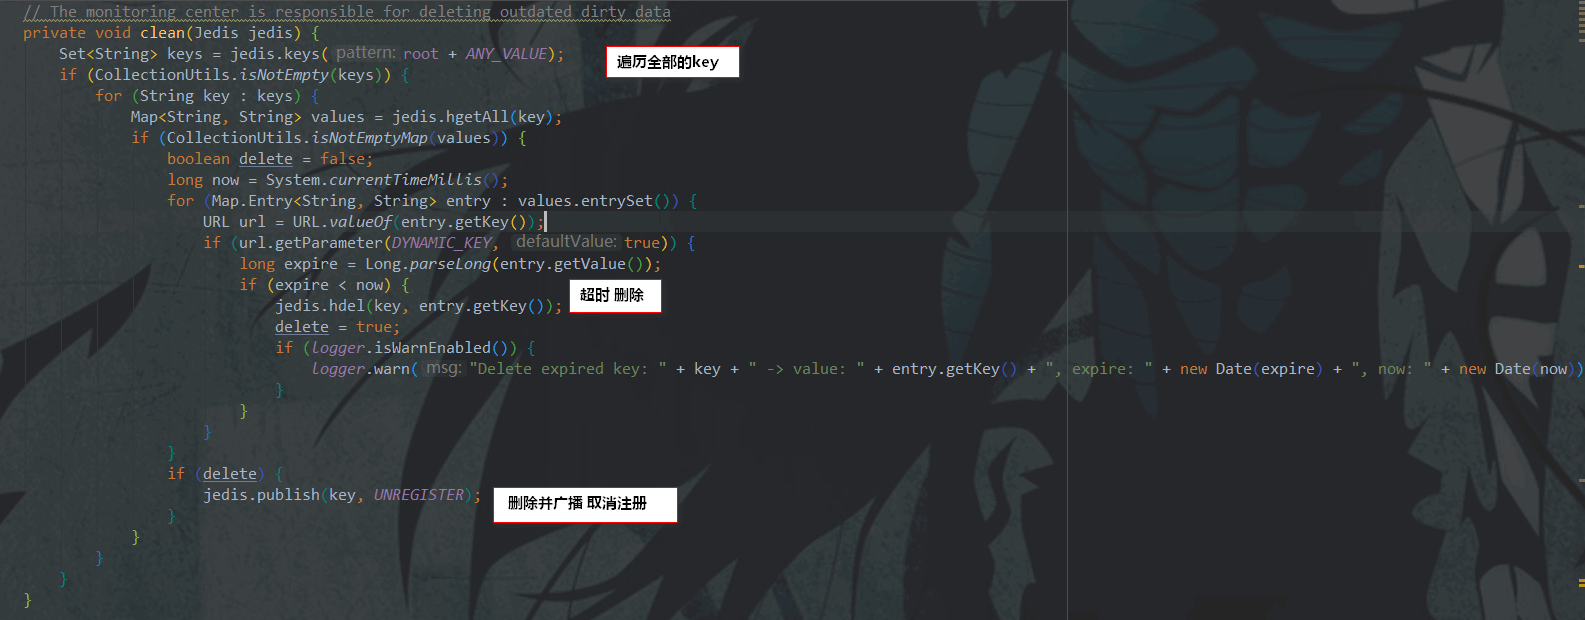 // The monitoring center is responsible for deleting outdated dirty data
private void clean(Jedis jedis) {
Set<String> keys = jedis.keys( pattern: root + ANY_VALUE);
遍历全部的key
if (CollectionUtils.isNotEmpty(keys)) {
for (String key : keys) {
Map<String, String> values = jedis.hgetAll(key);
if (CollectionUtils.isNotEmptyMap(values)) {
boolean delete = false;
long now = System.currentTimeMillis();
for (Map.Entry<String, String> entry : values.entrySet()) {
URL url = URL.valueOf(entry.getKey());
if (url.getParameter(DYNAMIC_KEY, defaultValue: true)) {
long expire = Long.parseLong(entry.getValue());
if (expire < now) {
超时 删除
jedis.hdel(key, entry.getKey());
delete = true;
if (logger.isWarnEnabled()) {
logger.warn( msg: "Delete expired key: " + key + " -> value: " + entry.getKey() + ", expire: " + new Date(expire) + ", now: " + new Date(now))
}
}
}
}
if (delete) {
jedis.publish(key, UNREGISTER);
删除并广播 取消注册
}
}
}
}
}